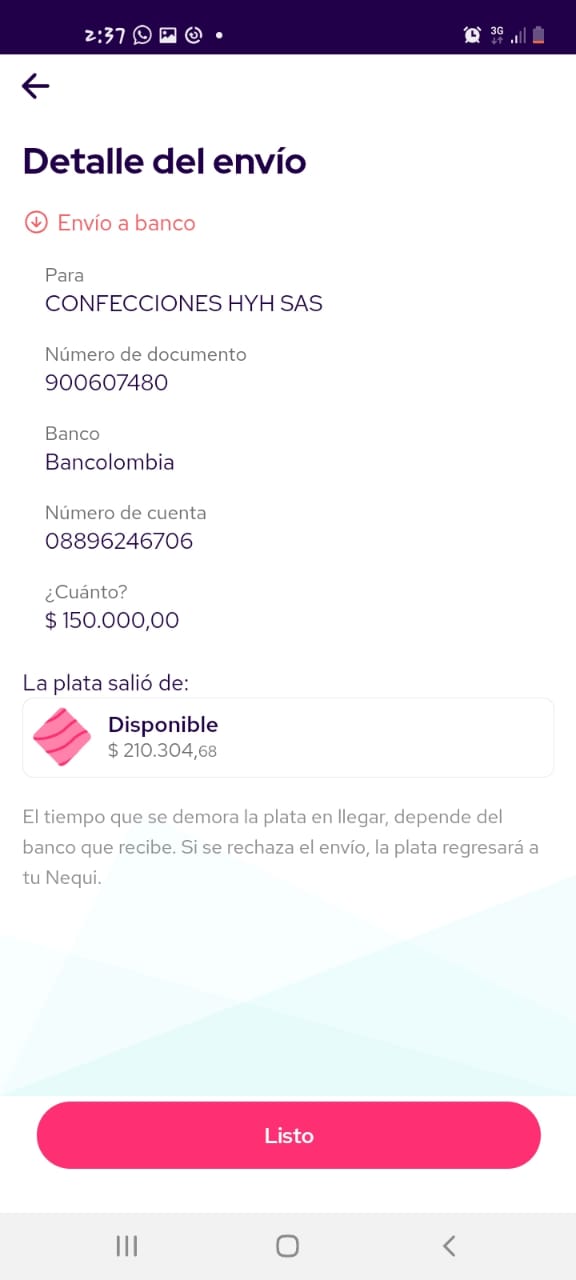 2:37
3G
Detalle del envío
Envío a banco
Para
CONFECCIONES HYH SAS
Número de documento
900607480
Banco
Bancolombia
Número de cuenta
08896246706
¿Cuánto?
$ 150.000,00
La plata salió de:
Disponible
$ 210.304,68
El tiempo que se demora la plata en llegar, depende del
banco que recibe. Si se rechaza el envío, la plata regresará a
tu Nequi.
Listo